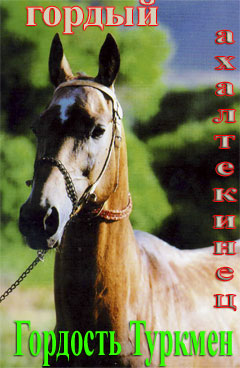 гордый
ахалтекинец
Гордость Туркмен